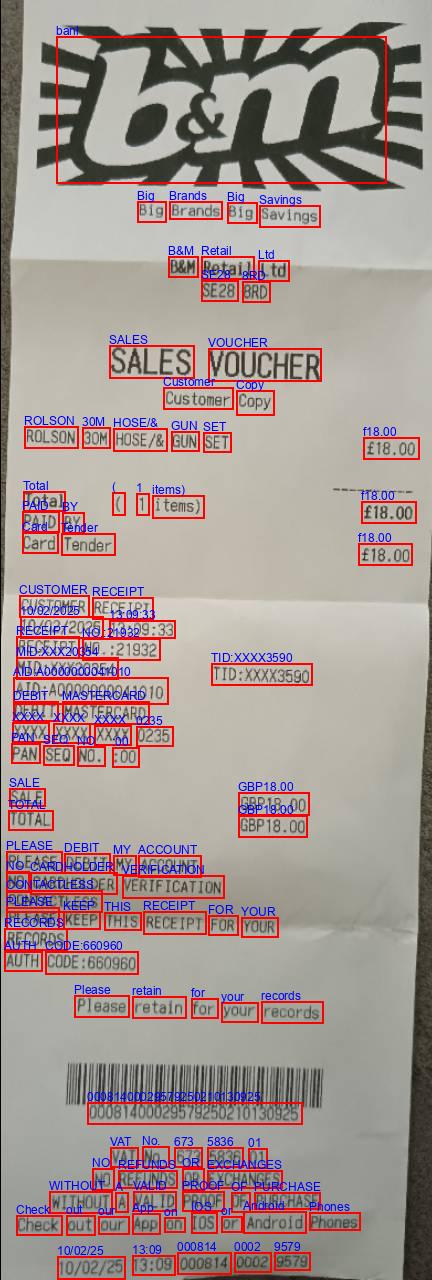 b&m
Big Brands Big Savings
B&M Retail Ltd
SE28 8RD
SALES VOUCHER
Customer Copy
ROLSON 30M HOSE/& GUN SET £18.00
Total ( 1 items) £18.00
PAID BY
Card Tender £18.00
CUSTOMER RECEIPT
10/02/2025 13:09:33
RECEIPT NO.:21932
MID:XXX20354 TID:XXXX3590
AID:A0000000041010
DEBIT MASTERCARD
XXXX XXXX XXXX 0235
PAN SEQ NO. :00
SALE GBP18.00
TOTAL GBP18.00
PLEASE DEBIT MY ACCOUNT
NO CARDHOLDER VERIFICATION
CONTACTLESS
PLEASE KEEP THIS RECEIPT FOR YOUR
RECORDS
AUTH CODE:660960
Please retain for your records
00081400029579250210130925
VAT No. 673 5836 01
NO REFUNDS OR EXCHANGES
WITHOUT A VALID PROOF OF PURCHASE
Check out our App on IOS or Android Phones
10/02/25 13:09 000814 0002 9579